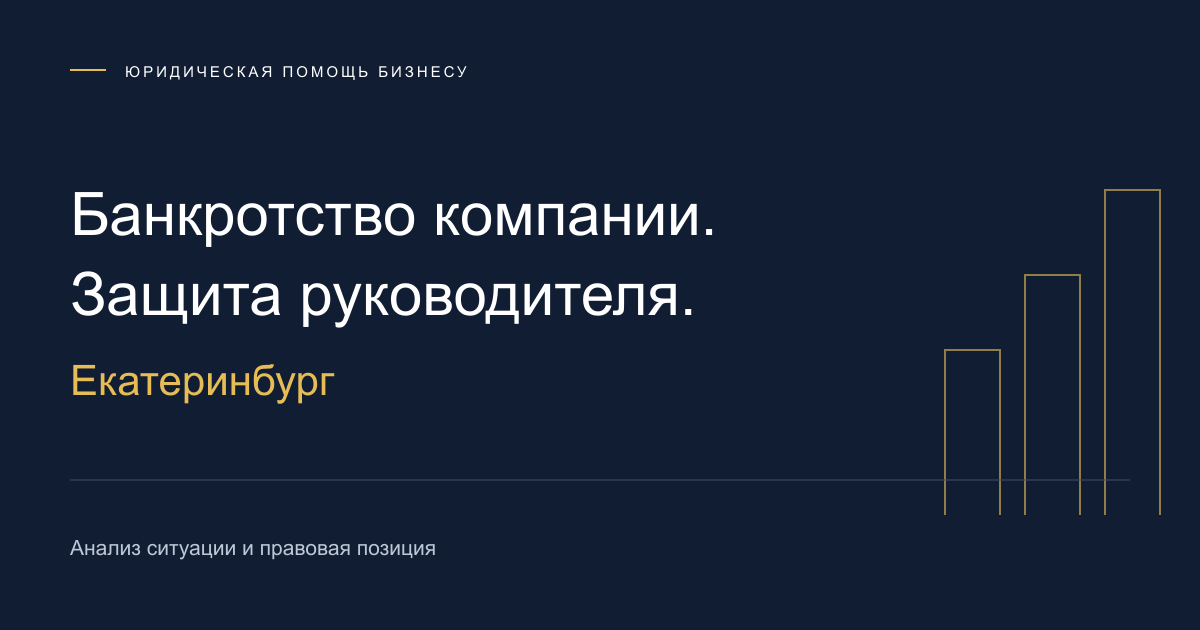 ЮРИДИЧЕСКАЯ ПОМОЩЬ БИЗНЕСУ
Банкротство компании.
Защита руководителя.
Екатеринбург
Анализ ситуации и правовая позиция